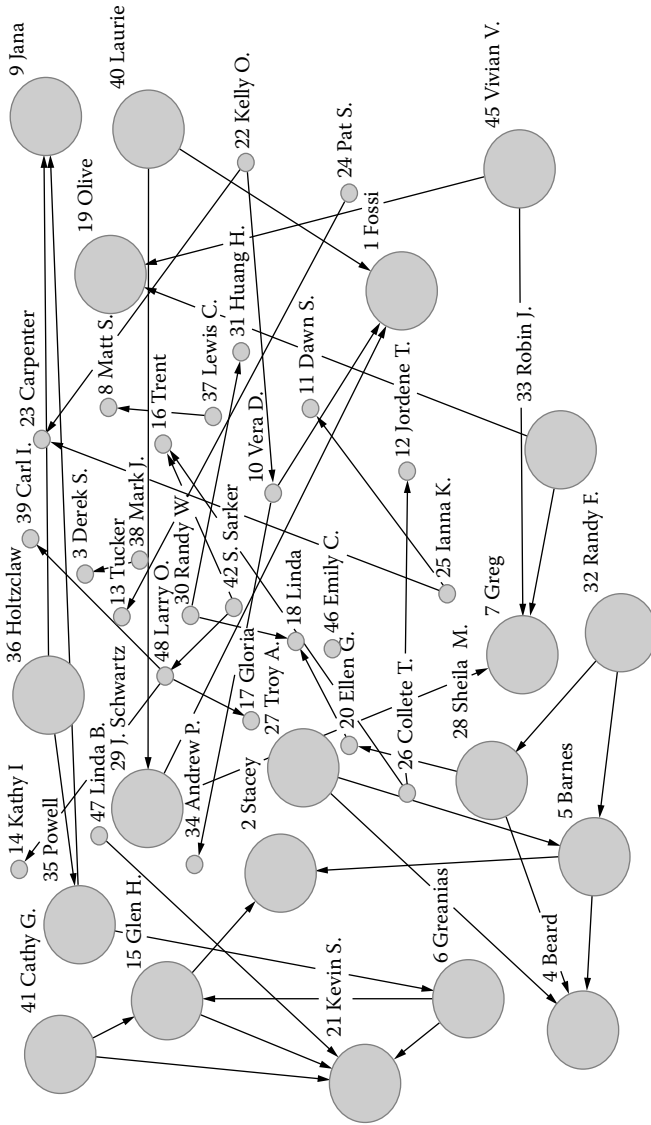 9 Jana
40 Laurie
22 Kelly O.
24 Pat S.
45 Vivian V.
19 Olive
1 Fossi
31 Huang H.
23 Carpenter
8 Matt S.
37 Lewis C.
11 Dawn S.
33 Robin J.
16 Trent
12 Jordene T.
39 Carl I.
10 Vera D.
3 Derek S.
38 Mark J.
36 Holtzclaw
13 Tucker
30 Randy W.
42 S. Sarker
25 Ianna K.
46 Emily C.
7 Greg
32 Randy E.
48 Larry O.
18 Linda
29 J. Schwartz
17 Gloria
27 Troy A.
20 Ellen G.
28 Sheila M.
26 Collete T.
14 Kathy I
47 Linda B.
34 Andrew P.
2 Stacey
5 Barnes
35 Powell
41 Cathy G.
15 Glen H.
6 Greanias
4 Beard
21 Kevin S.